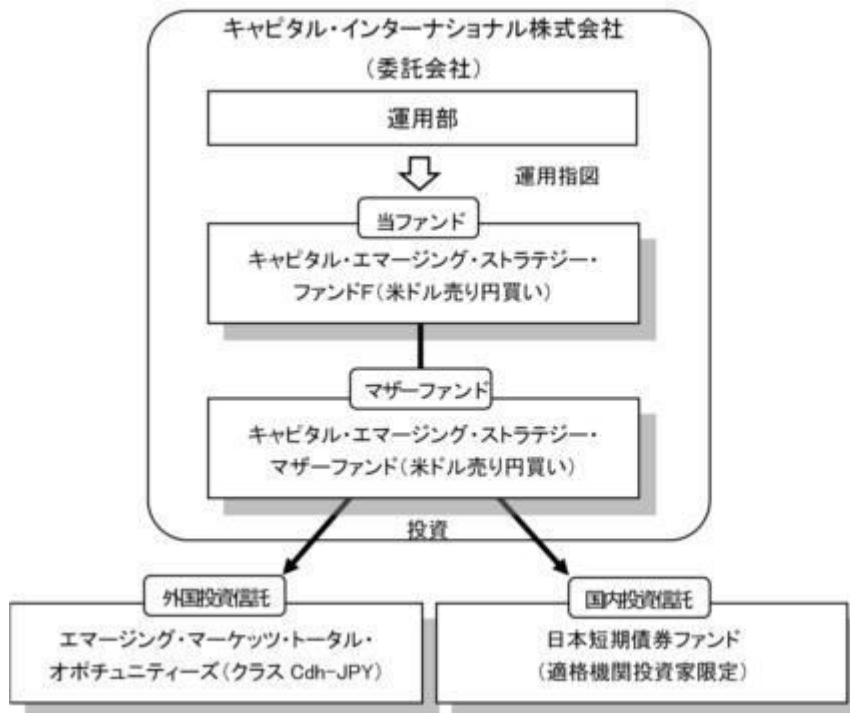 キャピタル・インターナショナル株式会社
（委託会社）
運用部
運用指図
当ファンド
キャピタル・エマージング・ストラテジー・
ファンドF（米ドル売り円買い）
マザーファンド
キャピタル・エマージング・ストラテジー・
マザーファンド（米ドル売り円買い）
投資
外国投資信託
エマージング・マーケッツ・トータル・
オポチュニティーズ（クラス Cdh-JPY）
国内投資信託
日本短期債券ファンド
（適格機関投資家限定）